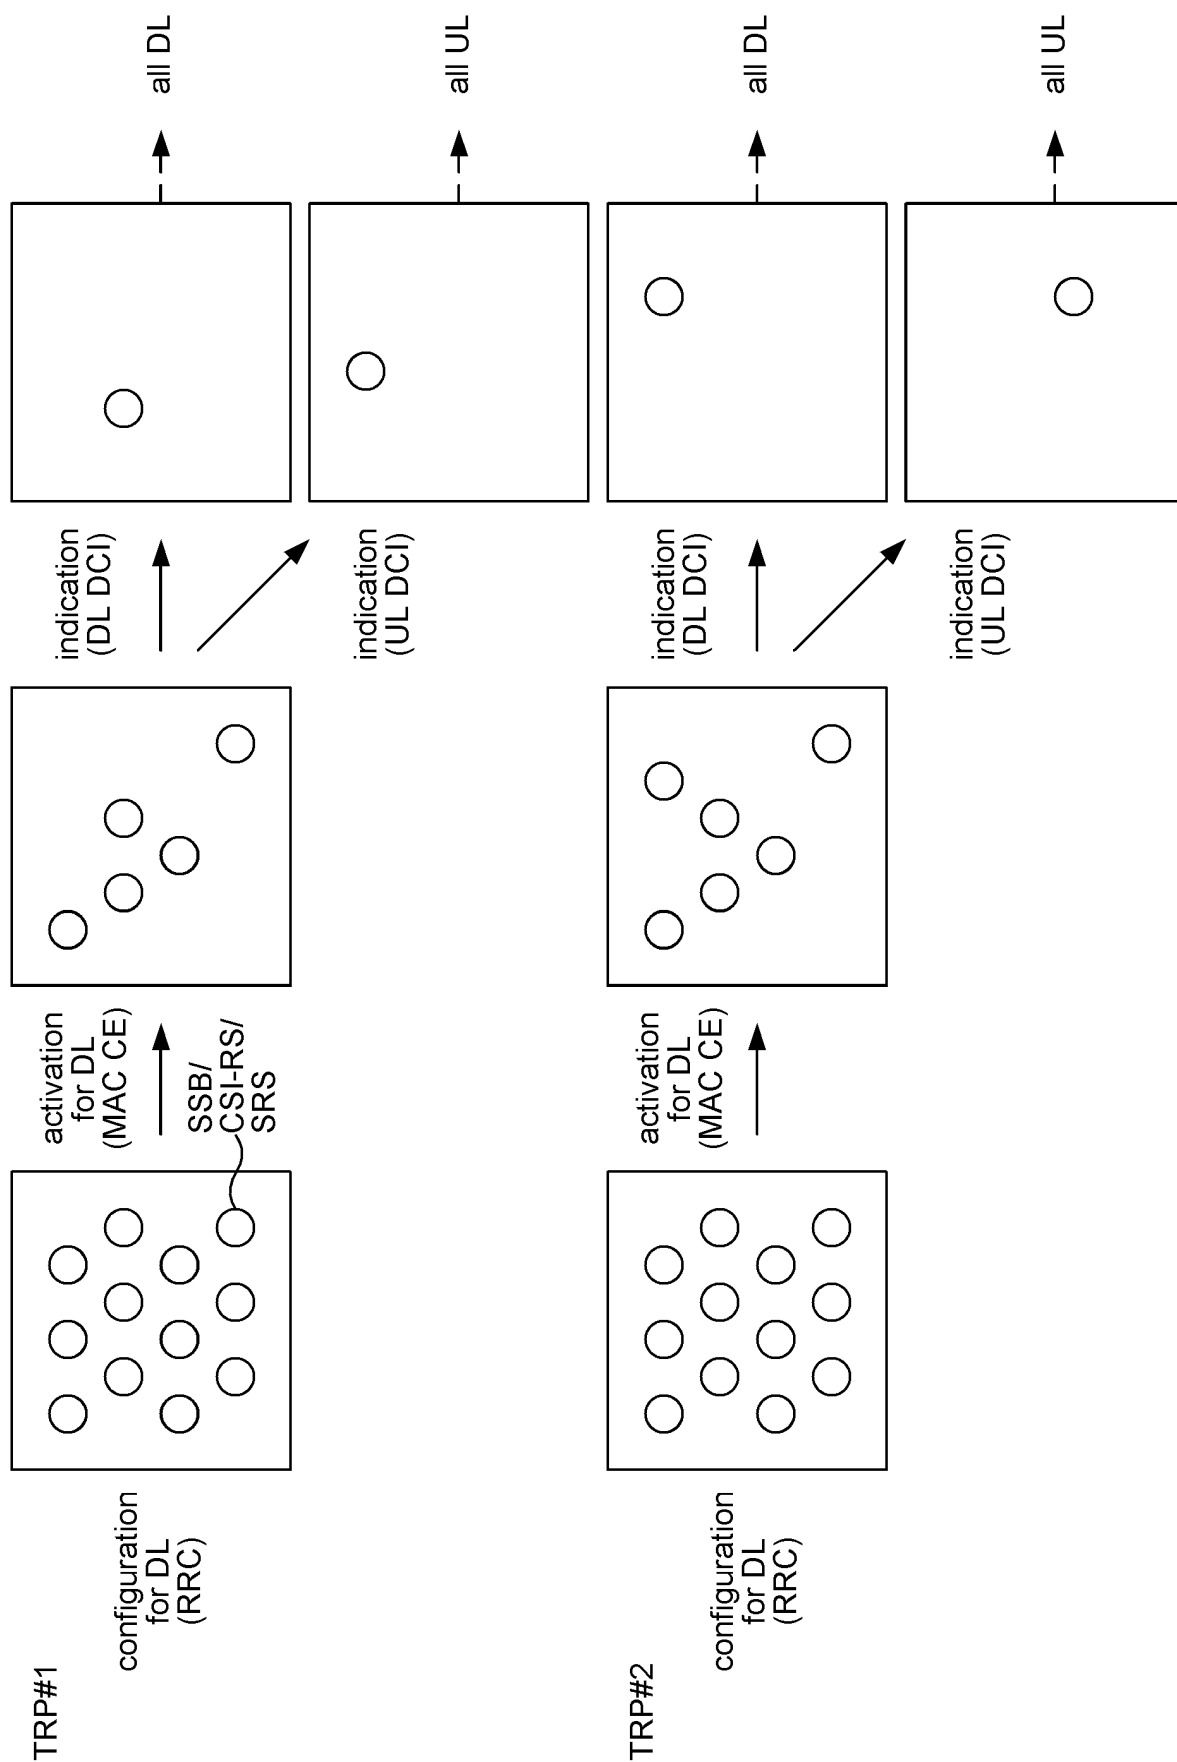 TRP#1
configuration
for DL
(RRC)
activation
for DL
(MAC CE)
SSB/
CSI-RS/
SRS
indication
(DL DCI)
all DL
indication
(UL DCI)
all UL
TRP#2
configuration
for DL
(RRC)
activation
for DL
(MAC CE)
indication
(DL DCI)
all DL
indication
(UL DCI)
all UL